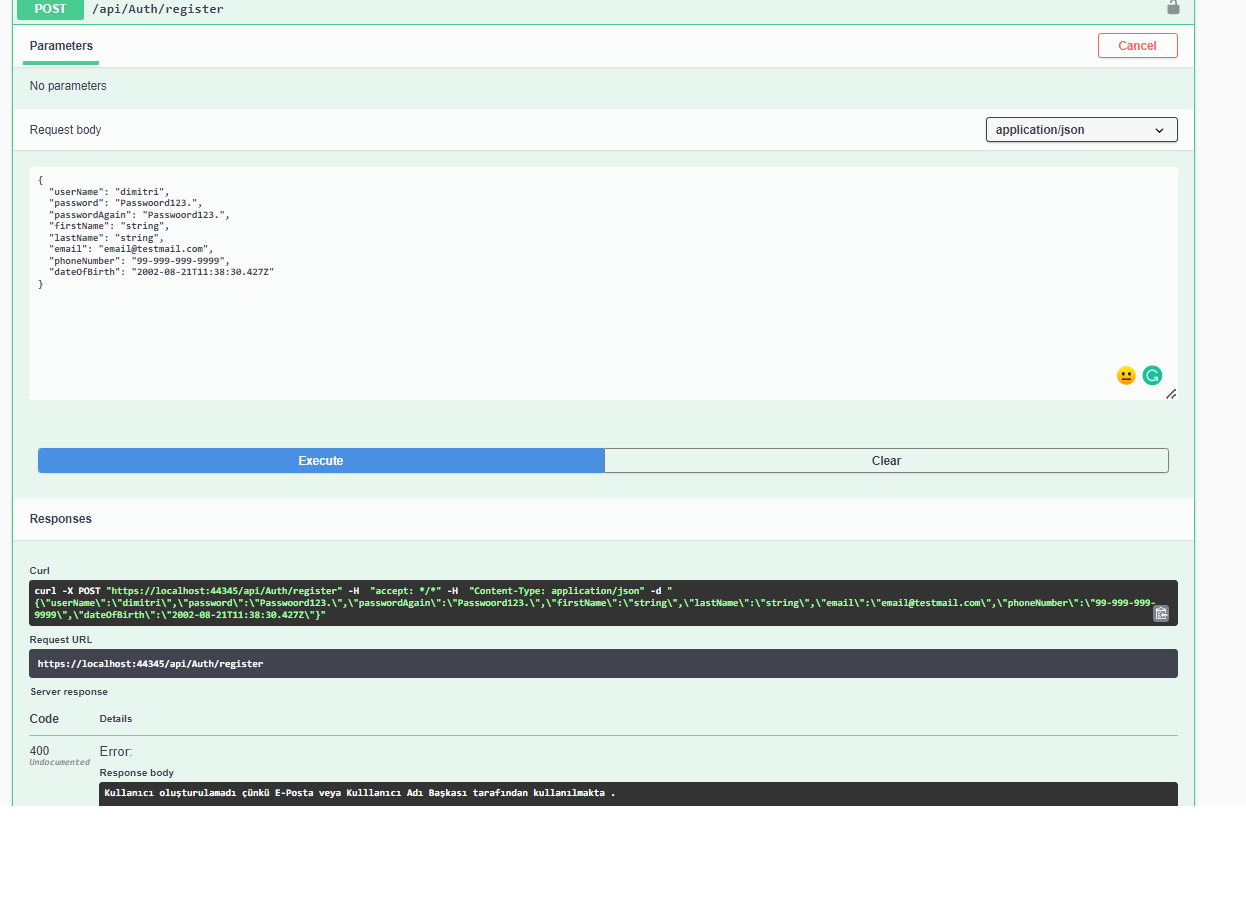 POST /api/Auth/register
Parameters
Cancel
No parameters
Request body
application/json
{
"userName": "dimitri",
"password": "Passwoord123.",
"passwordAgain": "Passwoord123.",
"firstName": "string",
"lastName": "string",
"email": "email@testmail.com",
"phoneNumber": "99-999-999-9999",
"dateOfBirth": "2002-08-21T11:38:30.427Z"
}
Execute
Clear
Responses
Curl
curl -X POST "https://localhost:44345/api/Auth/register" -H  "accept: */*" -H  "Content-Type: application/json" -d "
{\"userName\":\"dimitri\",\"password\":\"Passwoord123.\",\"passwordAgain\":\"Passwoord123.\",\"firstName\":\"string\",\"lastName\":\"string\",\"email\":\"email@testmail.com\",\"phoneNumber\":\"99-999-999-
9999\",\"dateOfBirth\":\"2002-08-21T11:38:30.427Z\"}"
Request URL
https://localhost:44345/api/Auth/register
Server response
Code Details
400 Error:
Undocumented
Response body
Kullanıcı oluşturulamadı çünkü E-Posta veya Kulllanıcı Adı Başkası tarafından kullanılmakta .